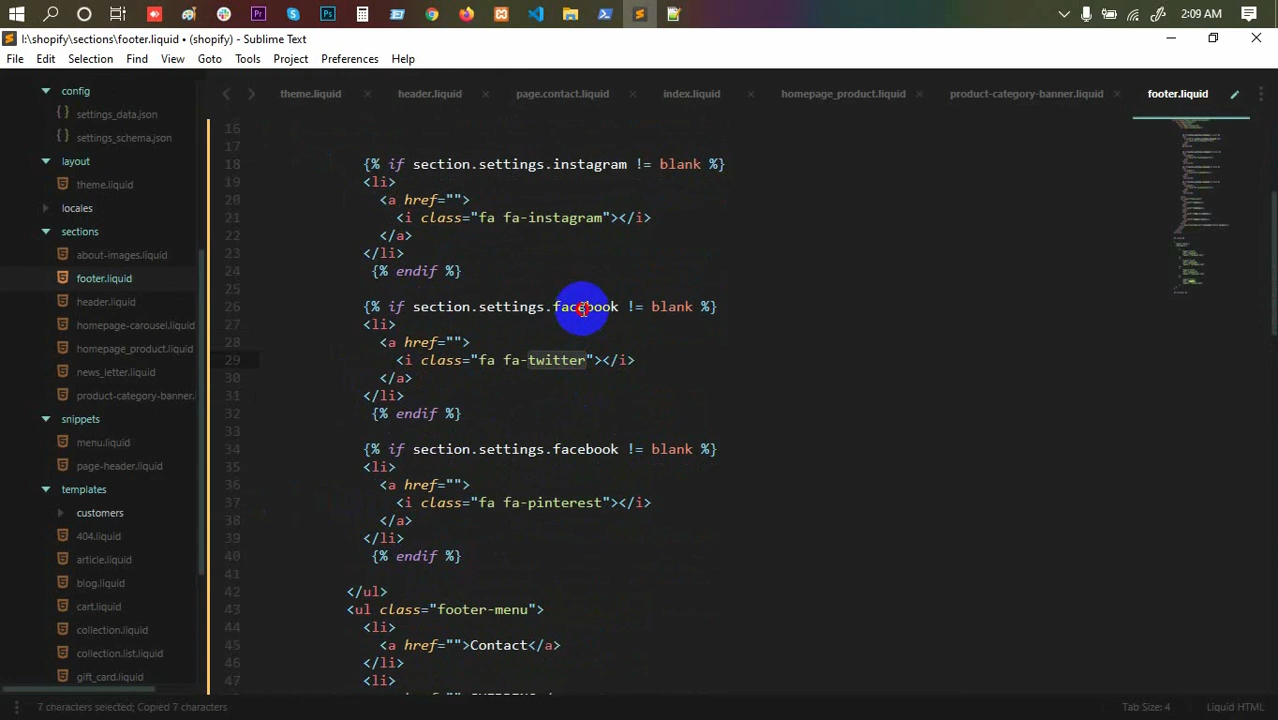 2:09 AM
I:\shopify\sections\footer.liquid • (shopify) - Sublime Text
File Edit Selection Find View Goto Tools Project Preferences Help
config
settings_data.json
settings_schema.json
layout
theme.liquid
locales
sections
about-images.liquid
footer.liquid
header.liquid
homepage-carousel.liquid
homepage_product.liquid
news_letter.liquid
product-category-banner.
snippets
menu.liquid
page-header.liquid
templates
customers
404.liquid
article.liquid
blog.liquid
cart.liquid
collection.liquid
collection.list.liquid
gift_card.liquid
theme.liquid header.liquid page.contact.liquid index.liquid homepage_product.liquid product-category-banner.liquid footer.liquid
16
17
18 {% if section.settings.instagram != blank %}
19 <li>
20 <a href="">
21 <i class="fa fa-instagram"></i>
22 </a>
23 </li>
24 {% endif %}
25
26 {% if section.settings.facebook != blank %}
27 <li>
28 <a href="">
29 <i class="fa fa-twitter"></i>
30 </a>
31 </li>
32 {% endif %}
33
34 {% if section.settings.facebook != blank %}
35 <li>
36 <a href="">
37 <i class="fa fa-pinterest"></i>
38 </a>
39 </li>
40 {% endif %}
41
42 </ul>
43 <ul class="footer-menu">
44 <li>
45 <a href="">Contact</a>
46 </li>
47 <li>
7 characters selected; Copied 7 characters
Tab Size: 4 Liquid HTML